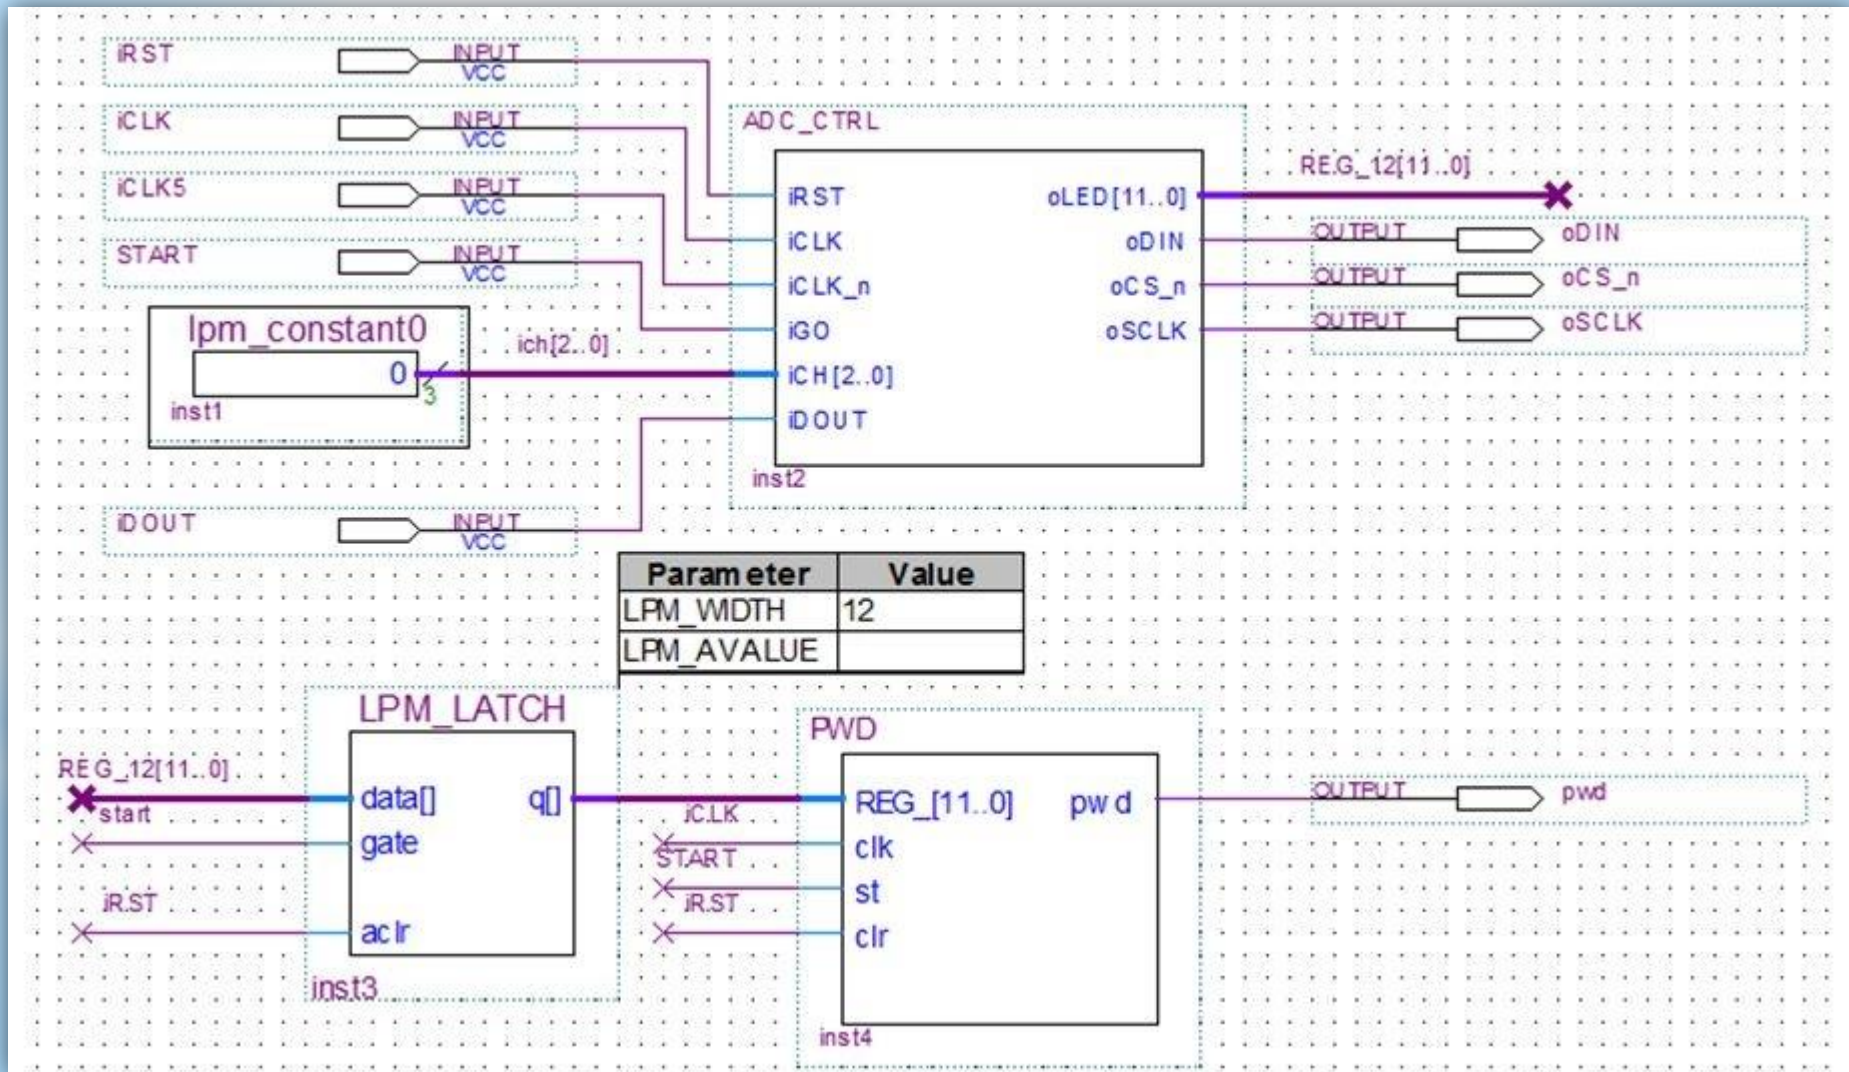 iRST
INPUT
VCC
iCLK
INPUT
VCC
iCLK5
INPUT
VCC
START
INPUT
VCC
lpm_constant0
0
3
inst1
ich[2..0]
iDOUT
INPUT
VCC
ADC_CTRL
iRST
oLED[11..0]
iCLK
oDIN
iCLK_n
oCS_n
iGO
oSCLK
iCH[2..0]
iDOUT
inst2
REG_12[11..0]
OUTPUT
oDIN
OUTPUT
oCS_n
OUTPUT
oSCLK
Parameter Value
LPM_WIDTH 12
LPM_AVALUE
LPM_LATCH
REG_12[11..0]
data[] q[]
start
gate
iRST
aclr
inst3
PWD
REG_[11..0] pwd
iCLK
clk
START
st
iRST
clr
inst4
OUTPUT
pwd